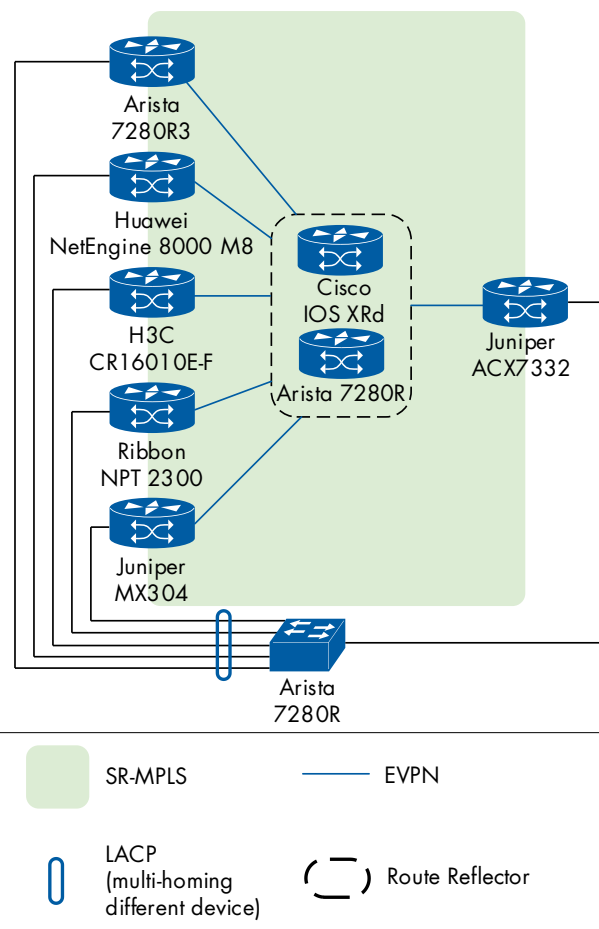 Arista
7280R3
Huawei
NetEngine 8000 M8
H3C
CR16010E-F
Ribbon
NPT 2300
Juniper
MX304
Cisco
IOS XRd
Arista 7280R
Juniper
ACX7332
Arista
7280R
SR-MPLS
EVPN
LACP
(multi-homing
different device)
Route Reflector